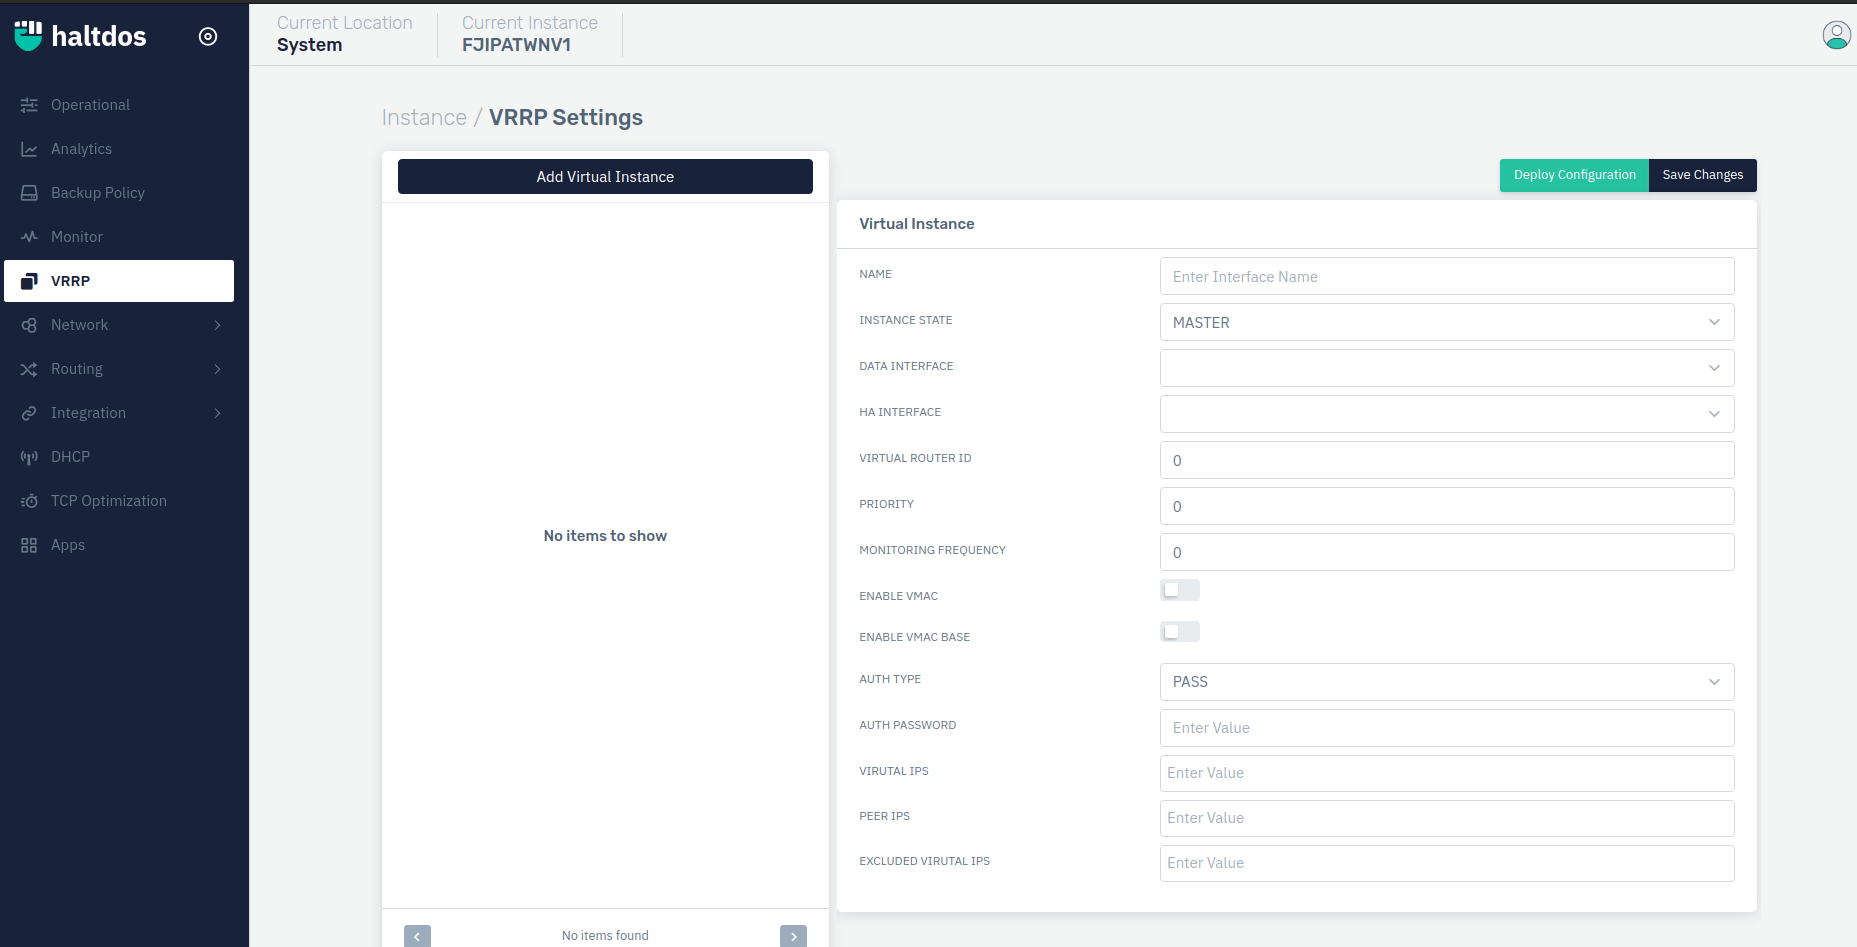 haltdos
Current Location
System
Current Instance
FJIPATWNV1
Operational
Analytics
Backup Policy
Monitor
VRRP
Network
Routing
Integration
DHCP
TCP Optimization
Apps
Instance / VRRP Settings
Add Virtual Instance
No items to show
No items found
Deploy Configuration
Save Changes
Virtual Instance
NAME
Enter Interface Name
INSTANCE STATE
MASTER
DATA INTERFACE
HA INTERFACE
VIRTUAL ROUTER ID
0
PRIORITY
0
MONITORING FREQUENCY
0
ENABLE VMAC
ENABLE VMAC BASE
AUTH TYPE
PASS
AUTH PASSWORD
Enter Value
VIRUTAL IPS
Enter Value
PEER IPS
Enter Value
EXCLUDED VIRUTAL IPS
Enter Value